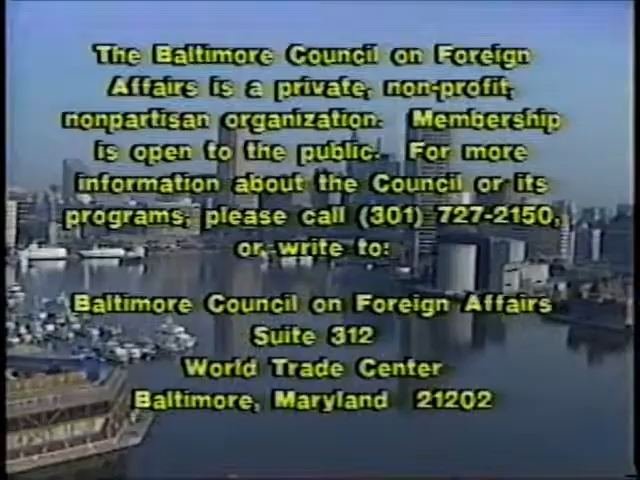 The Baltimore Council on Foreign
Affairs is a private, non-profit,
nonpartisan organization.  Membership
is open to the public.  For more
information about the Council or its
programs, please call (301) 727-2150,
or write to:
Baltimore Council on Foreign Affairs
Suite 312
World Trade Center
Baltimore, Maryland  21202